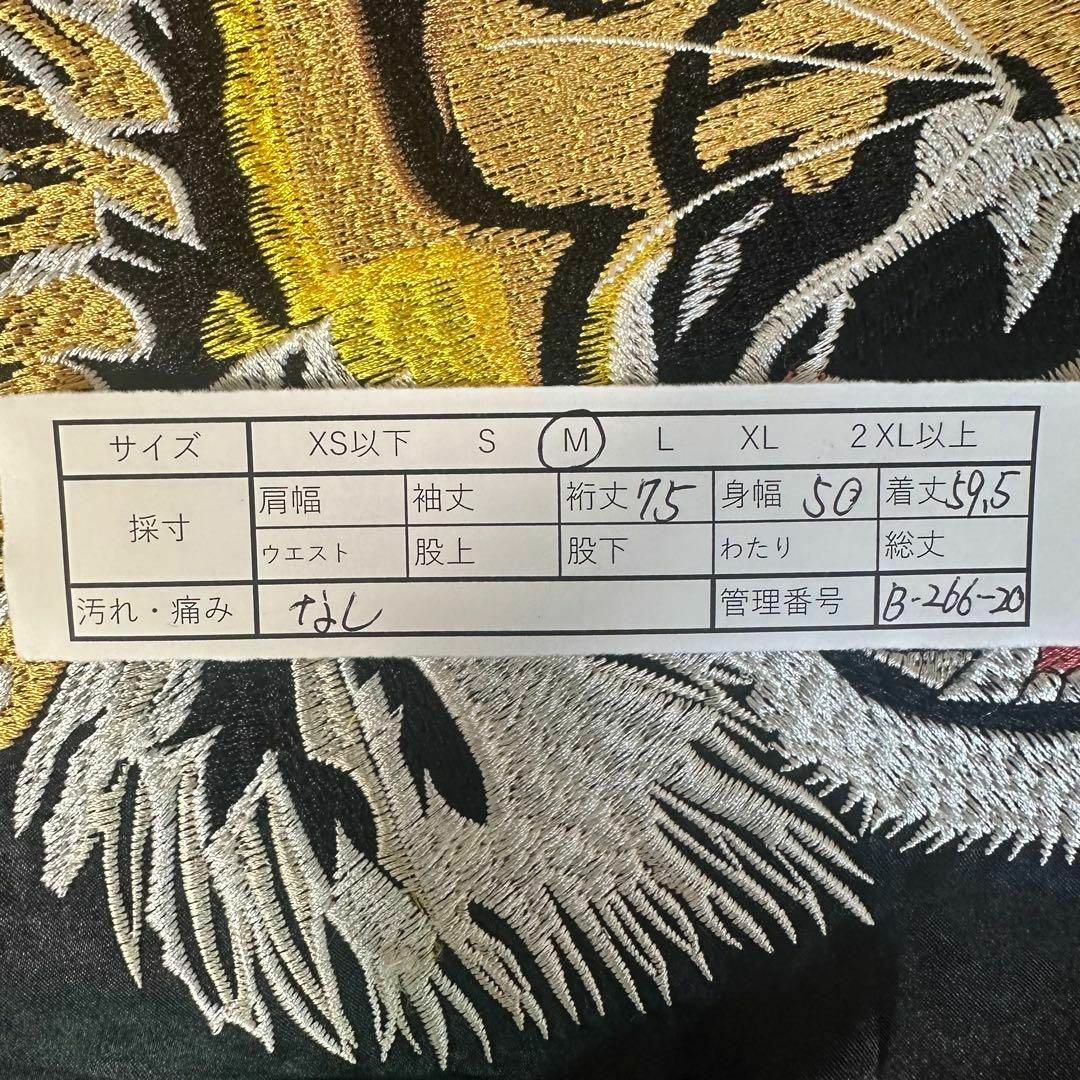 サイズ XS以下 S M L XL 2XL以上
採寸 肩幅 袖丈 裄丈 75 身幅 50 着丈 59.5
ウエスト 股上 股下 わたり 総丈
汚れ・痛み なし 管理番号 B-266-20